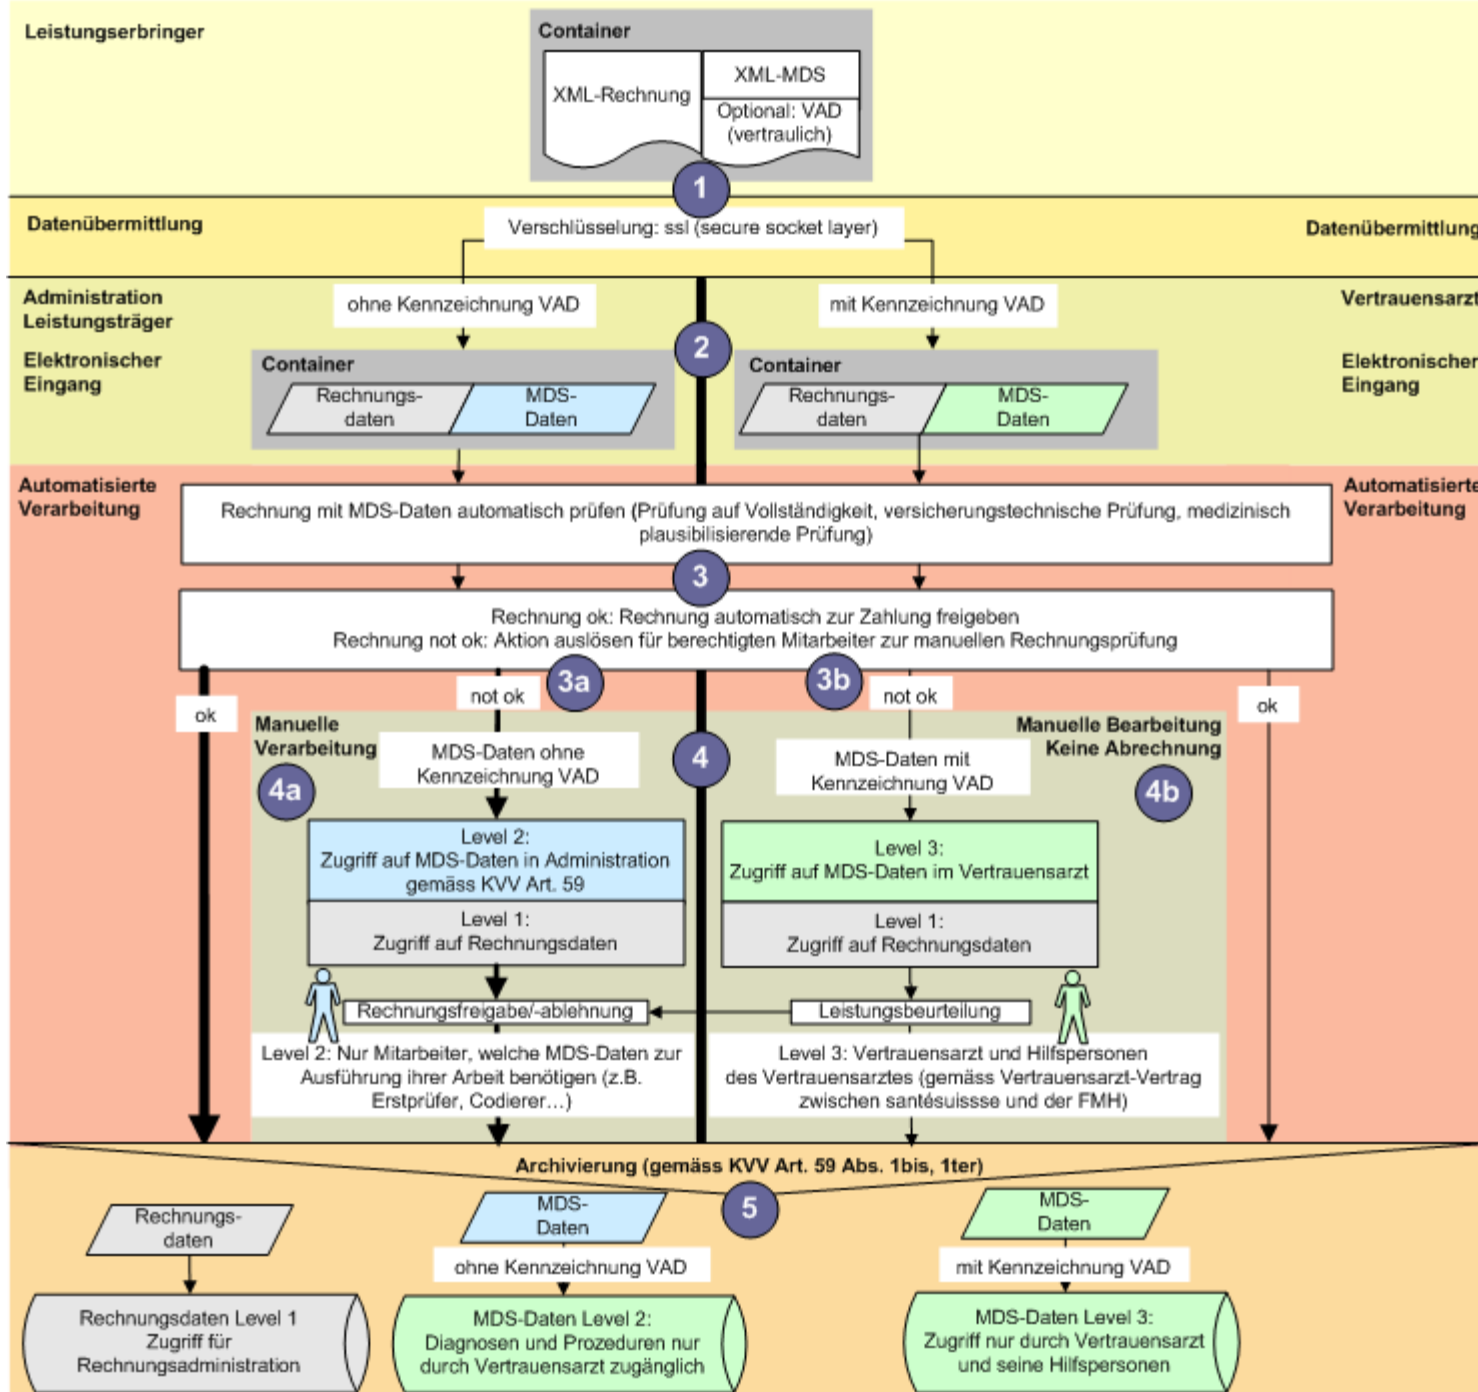 Leistungserbringer
Container
XML-Rechnung
XML-MDS
Optional: VAD
(vertraulich)
1
Datenübermittlung
Verschlüsselung: ssl (secure socket layer)
Datenübermittlung
Administration
Leistungsträger
ohne Kennzeichnung VAD
mit Kennzeichnung VAD
Vertrauensarzt
2
Elektronischer
Eingang
Container
Rechnungs-
daten
MDS-
Daten
Container
Rechnungs-
daten
MDS-
Daten
Elektronischer
Eingang
Automatisierte
Verarbeitung
Automatisierte
Verarbeitung
Rechnung mit MDS-Daten automatisch prüfen (Prüfung auf Vollständigkeit, versicherungstechnische Prüfung, medizinisch
plausibilisierende Prüfung)
3
Rechnung ok: Rechnung automatisch zur Zahlung freigeben
Rechnung not ok: Aktion auslösen für berechtigten Mitarbeiter zur manuellen Rechnungsprüfung
ok
not ok
3a
3b
not ok
ok
Manuelle
Verarbeitung
4a
MDS-Daten ohne
Kennzeichnung VAD
4
MDS-Daten mit
Kennzeichnung VAD
Manuelle Bearbeitung
Keine Abrechnung
4b
Level 2:
Zugriff auf MDS-Daten in Administration
gemäss KVV Art. 59
Level 1:
Zugriff auf Rechnungsdaten
Level 3:
Zugriff auf MDS-Daten im Vertrauensarzt
Level 1:
Zugriff auf Rechnungsdaten
Rechnungsfreigabe/-ablehnung
Leistungsbeurteilung
Level 2: Nur Mitarbeiter, welche MDS-Daten zur
Ausführung ihrer Arbeit benötigen (z.B.
Erstprüfer, Codierer…)
Level 3: Vertrauensarzt und Hilfspersonen
des Vertrauensarztes (gemäss Vertrauensarzt-Vertrag
zwischen santésuissse und der FMH)
Archivierung (gemäss KVV Art. 59 Abs. 1bis, 1ter)
5
Rechnungs-
daten
MDS-
Daten
MDS-
Daten
ohne Kennzeichnung VAD
mit Kennzeichnung VAD
Rechnungsdaten Level 1
Zugriff für
Rechnungsadministration
MDS-Daten Level 2:
Diagnosen und Prozeduren nur
durch Vertrauensarzt zugänglich
MDS-Daten Level 3:
Zugriff nur durch Vertrauensarzt
und seine Hilfspersonen